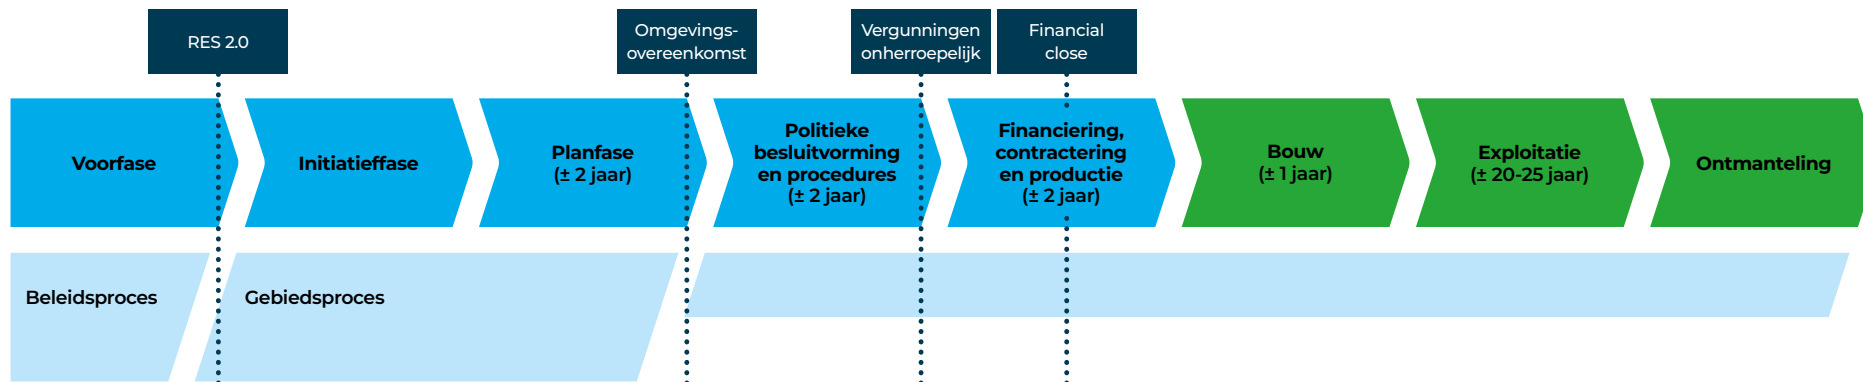 RES 2.0
Omgevings-
overeenkomst
Vergunningen
onherroepelijk
Financial
close
Voorfase
Initiatieffase
Planfase
(± 2 jaar)
Politieke
besluitvorming
en procedures
(± 2 jaar)
Financiering,
contractering
en productie
(± 2 jaar)
Bouw
(± 1 jaar)
Exploitatie
(± 20-25 jaar)
Ontmanteling
Beleidsproces
Gebiedsproces